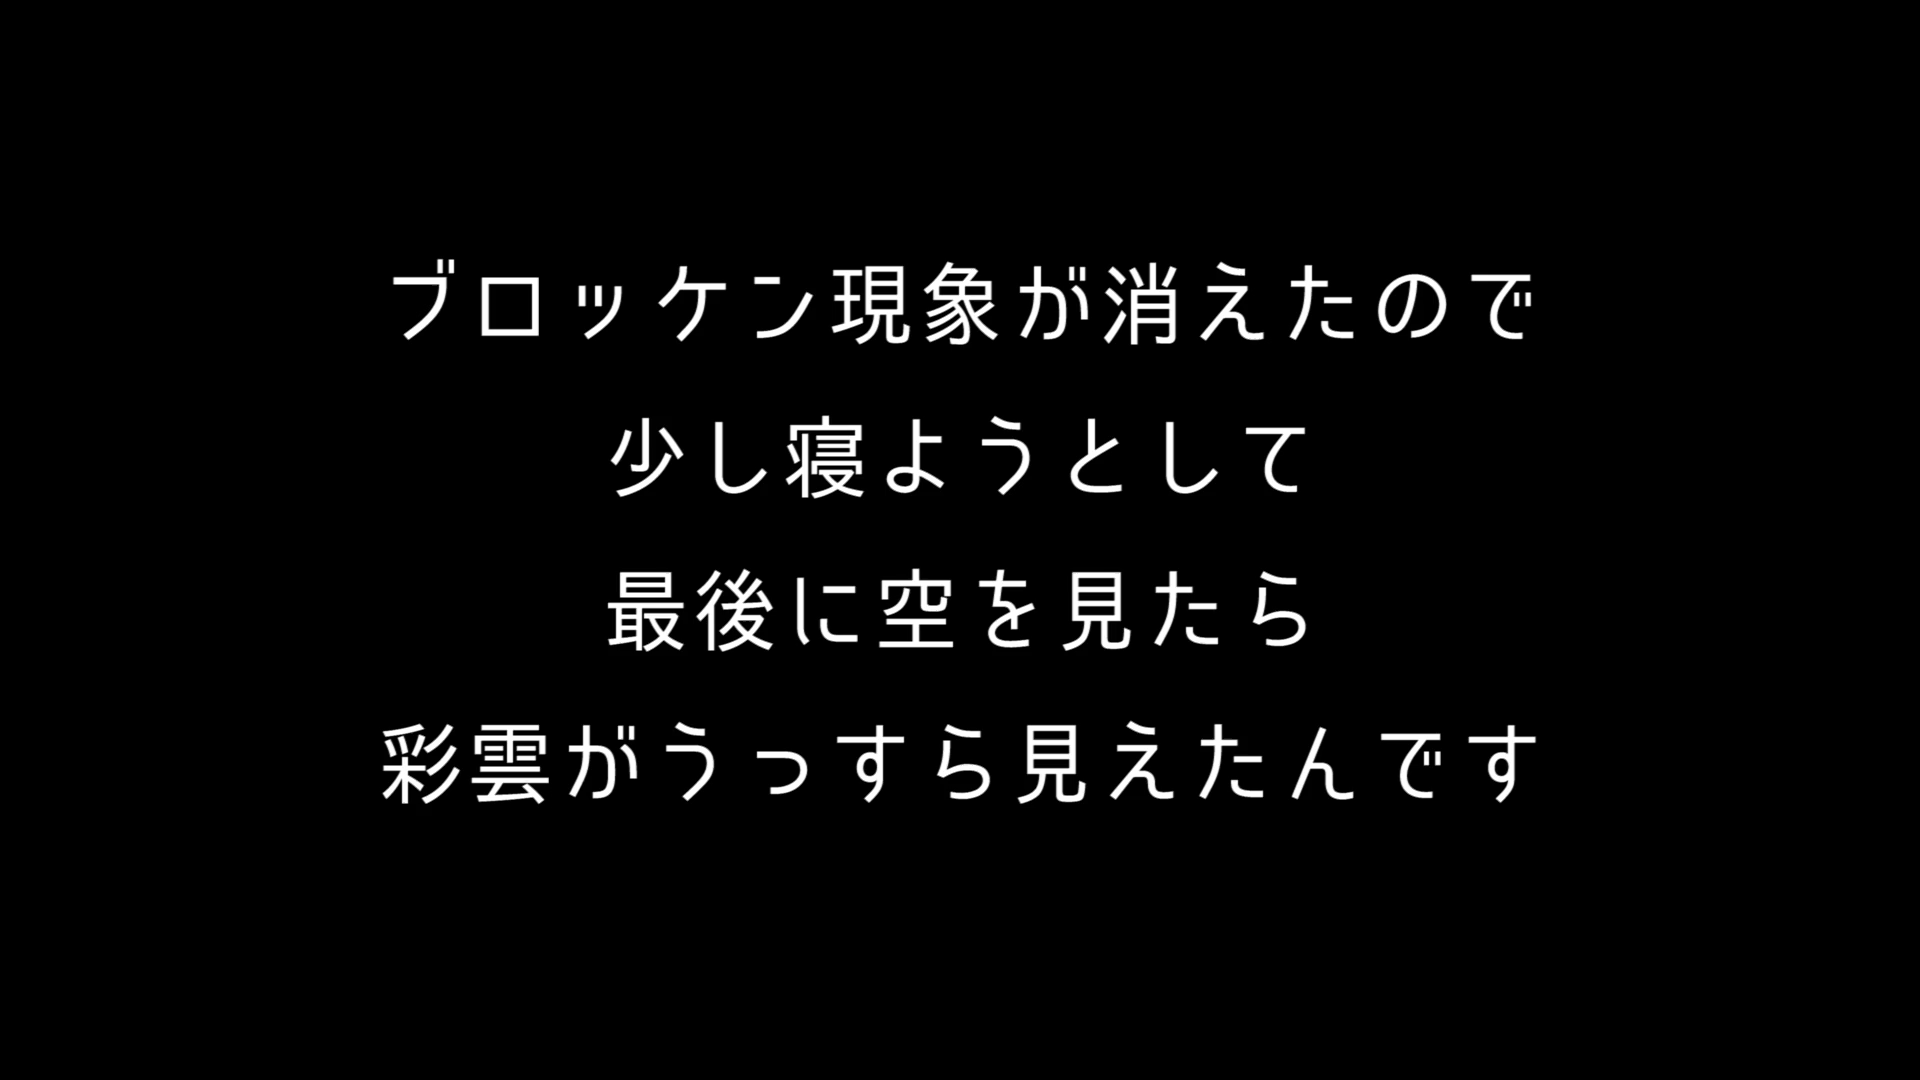 ブロッケン現象が消えたので
少し寝ようとして
最後に空を見たら
彩雲がうっすら見えたんです